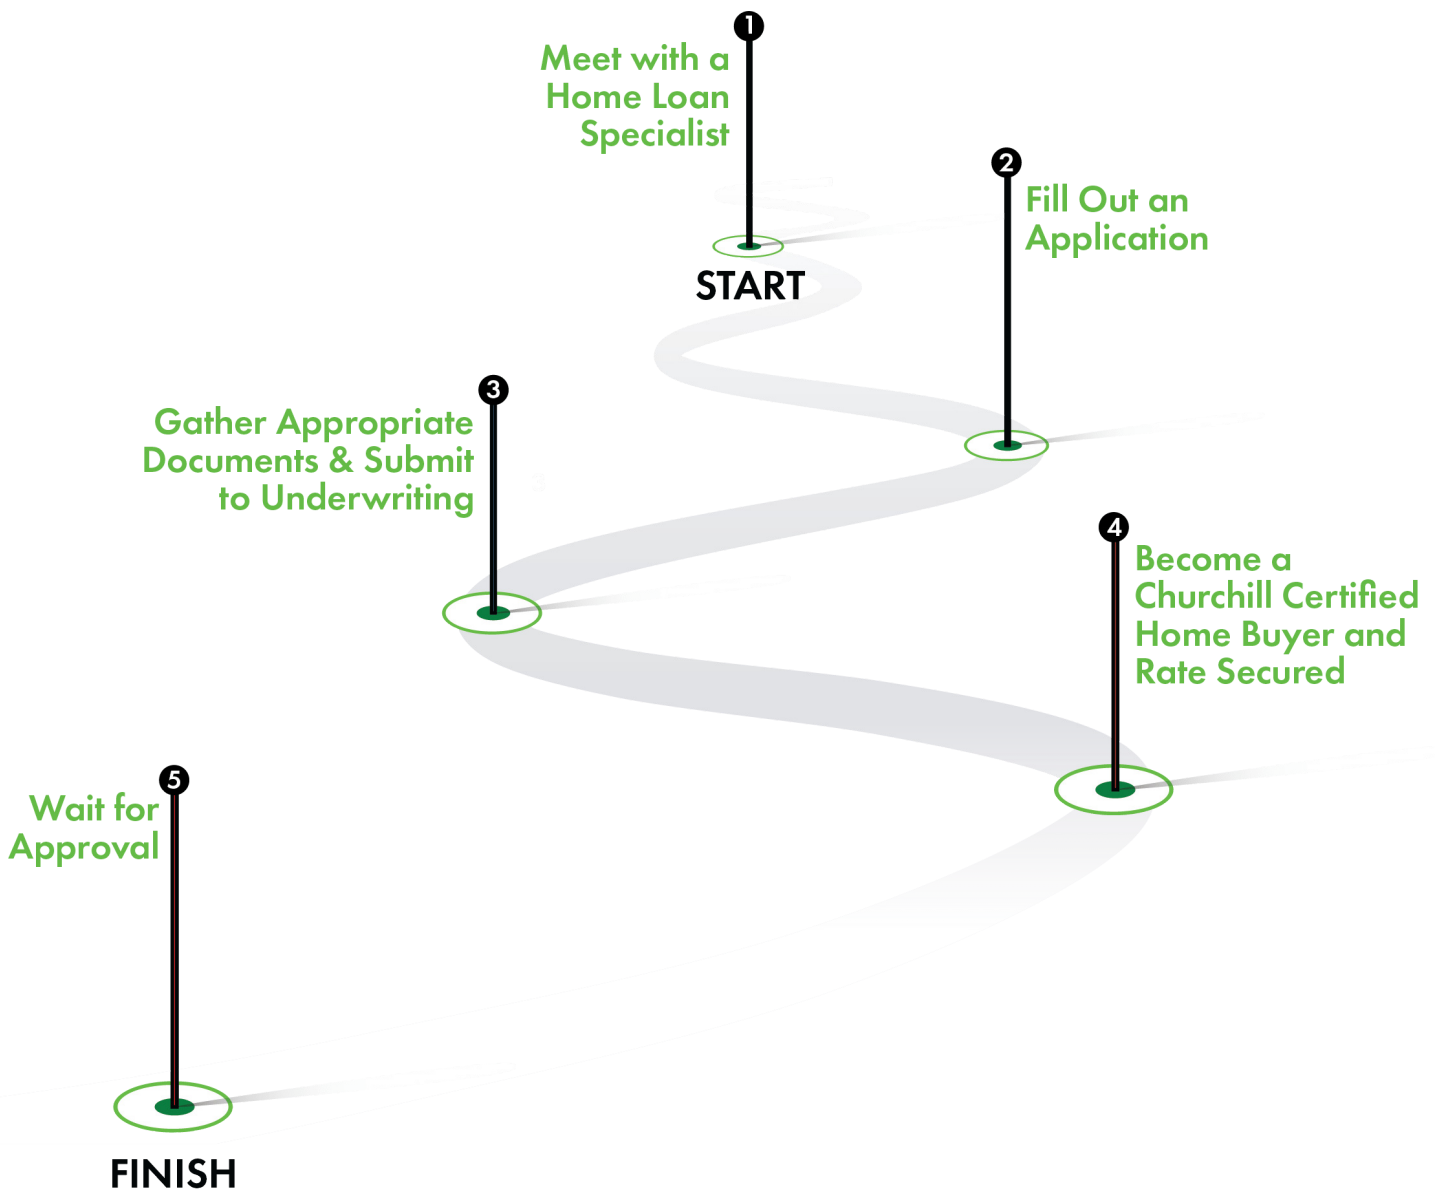 1
Meet with a
Home Loan
Specialist
START
2
Fill Out an
Application
3
Gather Appropriate
Documents & Submit
to Underwriting
4
Become a
Churchill Certified
Home Buyer and
Rate Secured
5
Wait for
Approval
FINISH